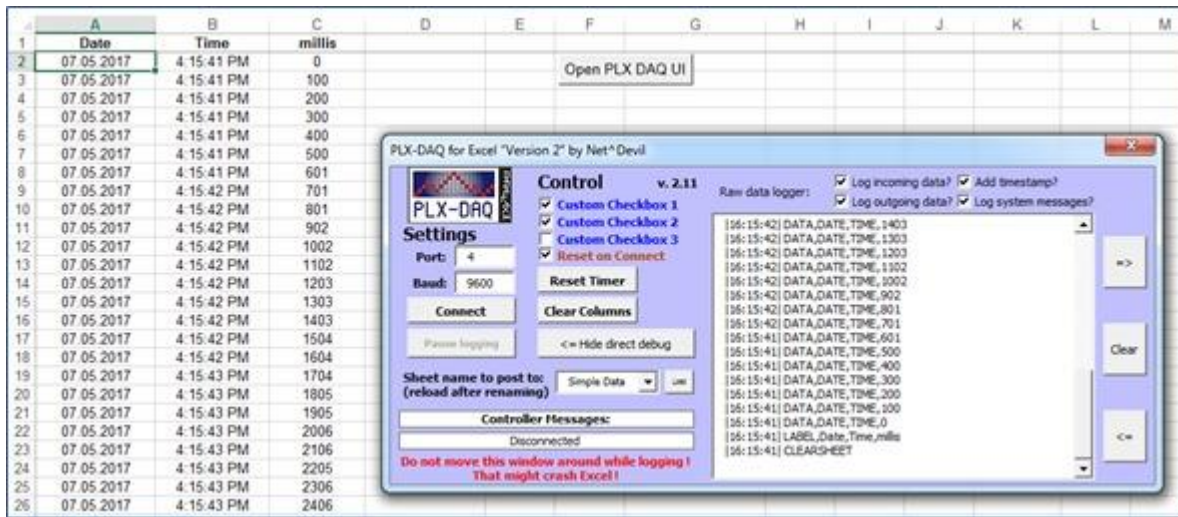 A B C D E F G H I J K L M
1 Date Time millis
2 07.05.2017 4:15:41 PM 0
3 07.05.2017 4:15:41 PM 100
4 07.05.2017 4:15:41 PM 200
5 07.05.2017 4:15:41 PM 300
6 07.05.2017 4:15:41 PM 400
7 07.05.2017 4:15:41 PM 500
8 07.05.2017 4:15:41 PM 601
9 07.05.2017 4:15:42 PM 701
10 07.05.2017 4:15:42 PM 801
11 07.05.2017 4:15:42 PM 902
12 07.05.2017 4:15:42 PM 1002
13 07.05.2017 4:15:42 PM 1102
14 07.05.2017 4:15:42 PM 1203
15 07.05.2017 4:15:42 PM 1303
16 07.05.2017 4:15:42 PM 1403
17 07.05.2017 4:15:42 PM 1504
18 07.05.2017 4:15:42 PM 1604
19 07.05.2017 4:15:43 PM 1704
20 07.05.2017 4:15:43 PM 1805
21 07.05.2017 4:15:43 PM 1905
22 07.05.2017 4:15:43 PM 2006
23 07.05.2017 4:15:43 PM 2106
24 07.05.2017 4:15:43 PM 2205
25 07.05.2017 4:15:43 PM 2306
26 07.05.2017 4:15:43 PM 2406
Open PLX DAQ UI
PLX-DAQ for Excel "Version 2" by Net^Devil
PLX-DAQ
Control v. 2.11
Custom Checkbox 1
Custom Checkbox 2
Custom Checkbox 3
Reset on Connect
Settings
Port: 4
Baud: 9600
Reset Timer
Connect
Clear Columns
Pause logging
<= Hide direct debug
Sheet name to post to:
(reload after renaming)
Simple Data
Controller Messages:
Disconnected
Do not move this window around while logging !
That might crash Excel !
Raw data logger:
Log incoming data? Add timestamp?
Log outgoing data? Log system messages?
|16:15:42| DATA,DATE,TIME,1403
|16:15:42| DATA,DATE,TIME,1303
|16:15:42| DATA,DATE,TIME,1203
|16:15:42| DATA,DATE,TIME,1102
|16:15:42| DATA,DATE,TIME,1002
|16:15:42| DATA,DATE,TIME,902
|16:15:42| DATA,DATE,TIME,801
|16:15:42| DATA,DATE,TIME,701
|16:15:41| DATA,DATE,TIME,601
|16:15:41| DATA,DATE,TIME,500
|16:15:41| DATA,DATE,TIME,400
|16:15:41| DATA,DATE,TIME,300
|16:15:41| DATA,DATE,TIME,200
|16:15:41| DATA,DATE,TIME,100
|16:15:41| DATA,DATE,TIME,0
|16:15:41| LABEL,Date,Time,millis
|16:15:41| CLEARSHEET
=>
Clear
<=